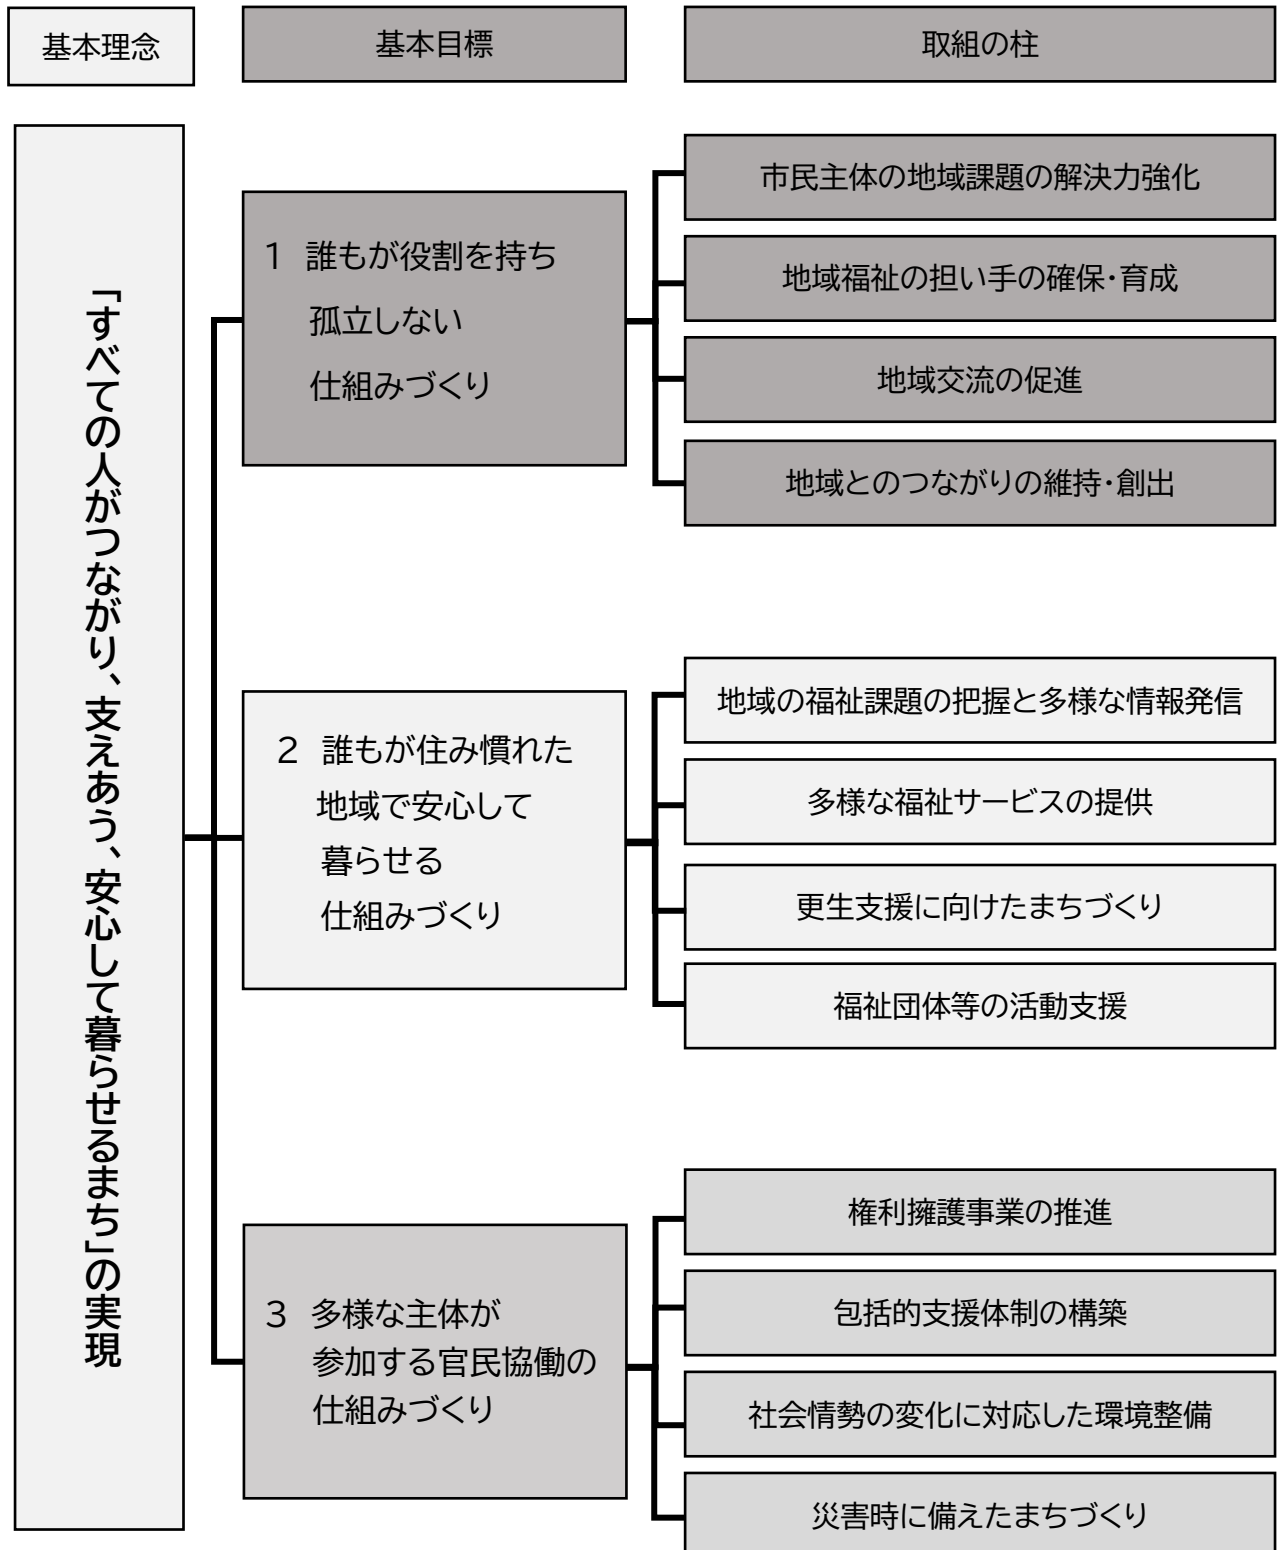 基本理念
基本目標
取組の柱
「すべての人がつながり、支えあう、安心して暮らせるまち」の実現
1 誰もが役割を持ち
孤立しない
仕組みづくり
市民主体の地域課題の解決力強化
地域福祉の担い手の確保・育成
地域交流の促進
地域とのつながりの維持・創出
2 誰もが住み慣れた
地域で安心して
暮らせる
仕組みづくり
地域の福祉課題の把握と多様な情報発信
多様な福祉サービスの提供
更生支援に向けたまちづくり
福祉団体等の活動支援
3 多様な主体が
参加する官民協働の
仕組みづくり
権利擁護事業の推進
包括的支援体制の構築
社会情勢の変化に対応した環境整備
災害時に備えたまちづくり